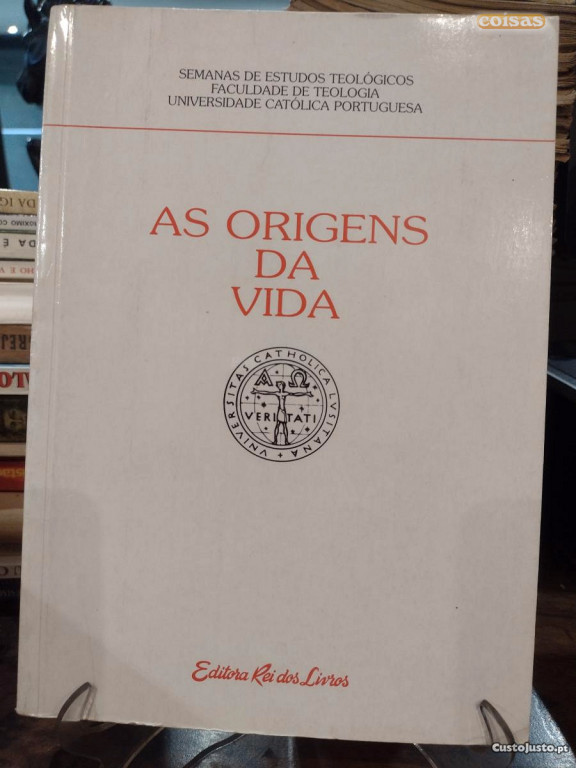 coisas
SEMANAS DE ESTUDOS TEOLÓGICOS
FACULDADE DE TEOLOGIA
UNIVERSIDADE CATÓLICA PORTUGUESA
AS ORIGENS
DA
VIDA
UNIVERSITAS CATHOLICA LVSITANA
A Ω
VERITATI
Editora Rei dos Livros
CustoJusto.pt